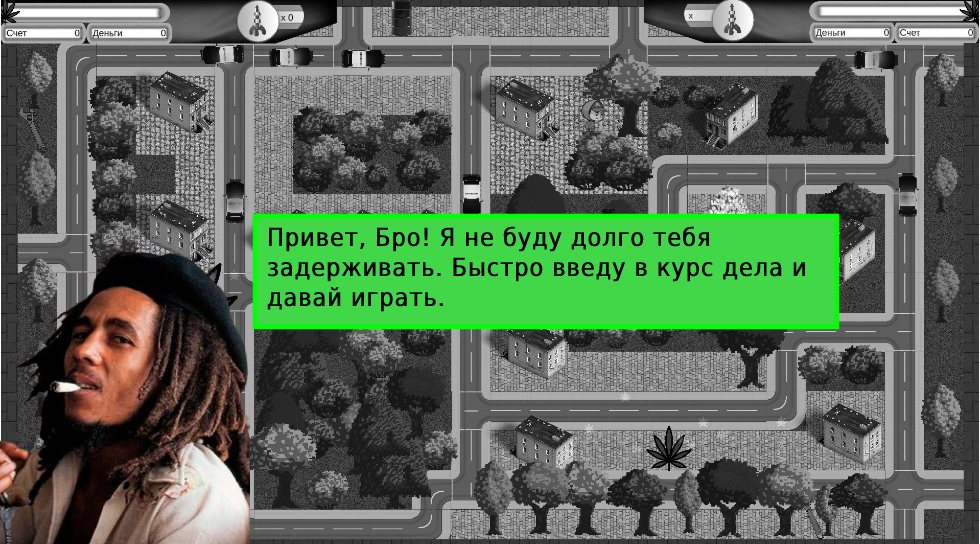 x 0
x
Счет 0
Деньги 0
Деньги 0
Счет 0
Привет, Бро! Я не буду долго тебя
задерживать. Быстро введу в курс дела и
давай играть.